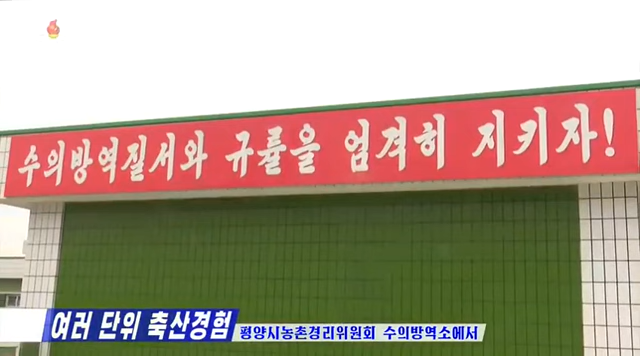 수의방역질서와 규률을 엄격히 지키자!
여러 단위 축산경험
평양시농촌경리위원회 수의방역소에서